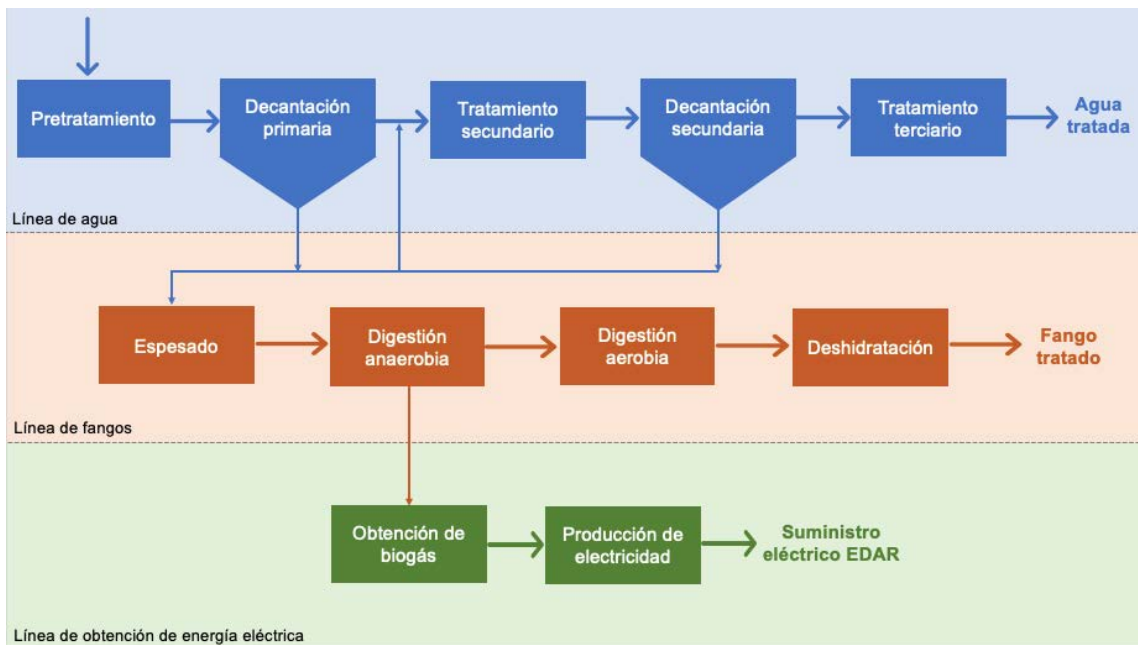 Pretratamiento
Decantación
primaria
Tratamiento
secundario
Decantación
secundaria
Tratamiento
terciario
Agua
tratada
Línea de agua
Espesado
Digestión
anaerobia
Digestión
aerobia
Deshidratación
Fango
tratado
Línea de fangos
Obtención de
biogás
Producción de
electricidad
Suministro
eléctrico EDAR
Línea de obtención de energía eléctrica